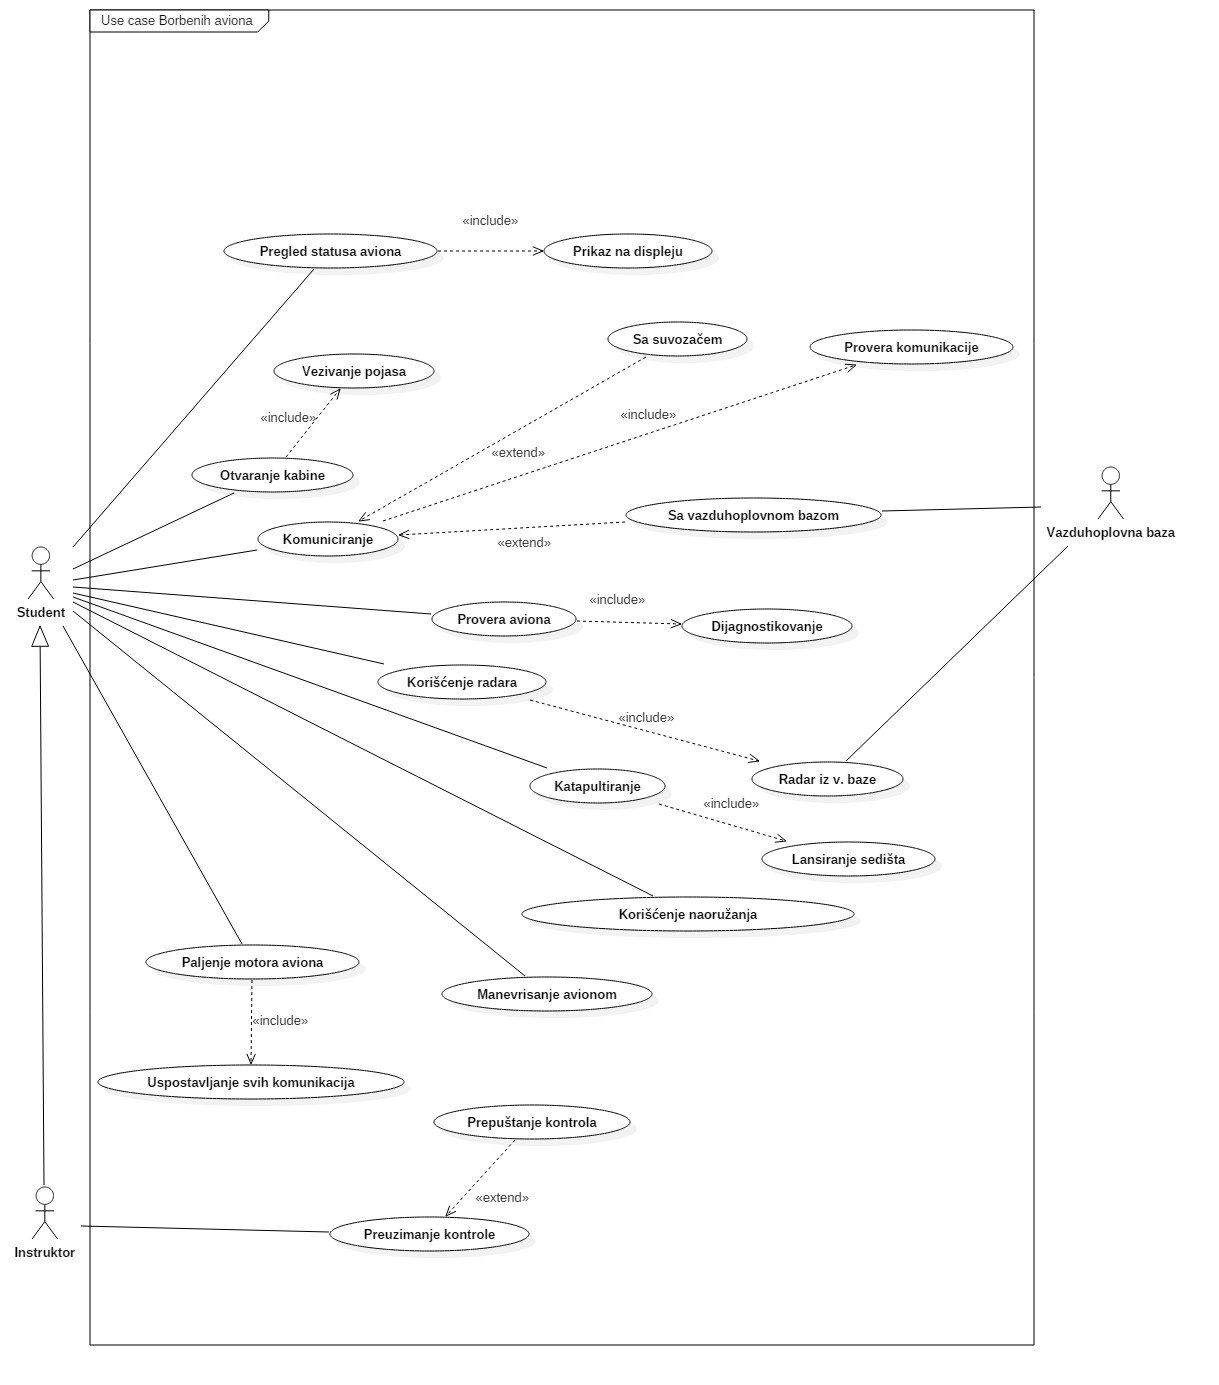 Use case Borbenih aviona
«include»
Pregled statusa aviona
Prikaz na displeju
Sa suvozačem
Provera komunikacije
Vezivanje pojasa
«include»
«include»
«extend»
Otvaranje kabine
Sa vazduhoplovnom bazom
Vazduhoplovna baza
Komuniciranje
«extend»
«include»
Student
Provera aviona
Dijagnostikovanje
Korišćenje radara
«include»
Radar iz v. baze
Katapultiranje
«include»
Lansiranje sedišta
Korišćenje naoružanja
Paljenje motora aviona
Manevrisanje avionom
«include»
Uspostavljanje svih komunikacija
Prepuštanje kontrola
«extend»
Preuzimanje kontrole
Instruktor